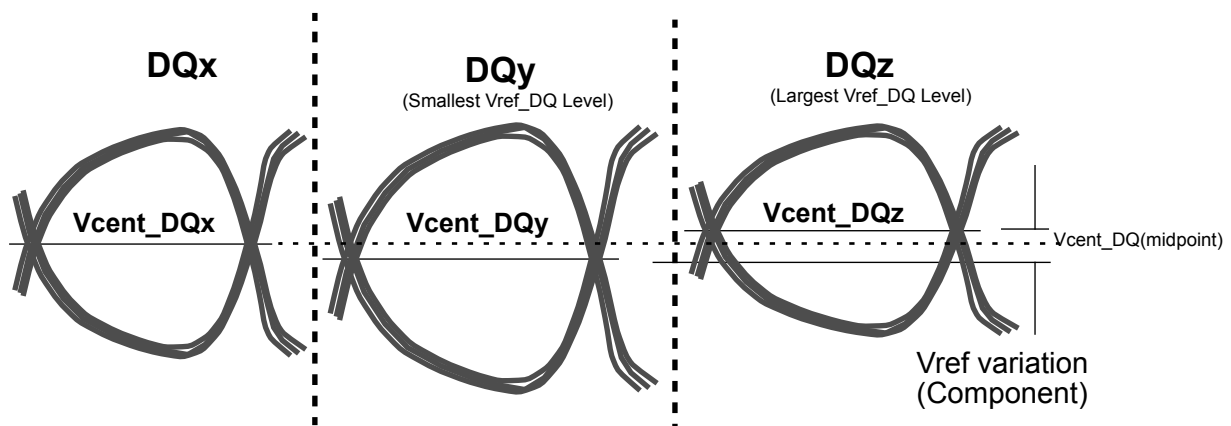 DQx
Vcent_DQx
DQy
(Smallest Vref_DQ Level)
Vcent_DQy
DQz
(Largest Vref_DQ Level)
Vcent_DQz
Vcent_DQ(midpoint)
Vref variation
(Component)